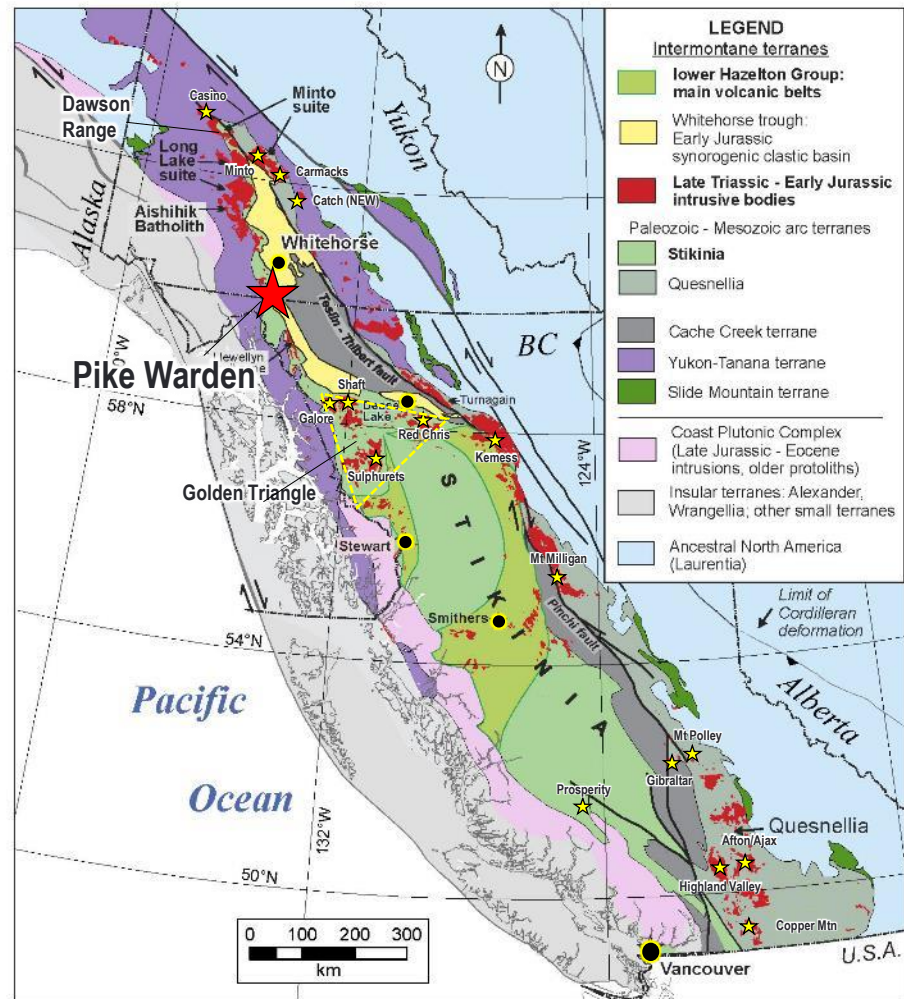 LEGEND
Intermontane terranes
lower Hazelton Group:
main volcanic belts
Whitehorse trough:
Early Jurassic
synorogenic clastic basin
Late Triassic - Early Jurassic
intrusive bodies
Paleozoic - Mesozoic arc terranes
Stikinia
Quesnellia
Cache Creek terrane
Yukon-Tanana terrane
Slide Mountain terrane
Coast Plutonic Complex
(Late Jurassic - Eocene
intrusions, older protoliths)
Insular terranes: Alexander,
Wrangellia; other small terranes
Ancestral North America
(Laurentia)
N
Casino
Minto
suite
Dawson
Range
Long
Lake
suite
Minto
Carmacks
Catch (NEW)
Aishihik
Batholith
Alaska
Yukon
Whitehorse
BC
Teslin - Thibert fault
Llewellyn
Pike Warden
58°N
Shaft
Galore
Lake
Turnagain
Red Chris
Kemess
Sulphurets
Golden Triangle
124°W
STIKINIA
Stewart
Mt Milligan
Pinchi fault
Smithers
Limit of
Cordilleran
deformation
54°N
Alberta
Pacific
Ocean
Mt Polley
Gibraltar
Prosperity
132°W
Quesnellia
Afton/Ajax
Highland Valley
50°N
Copper Mtn
0 100 200 300
km
Vancouver
U.S.A.